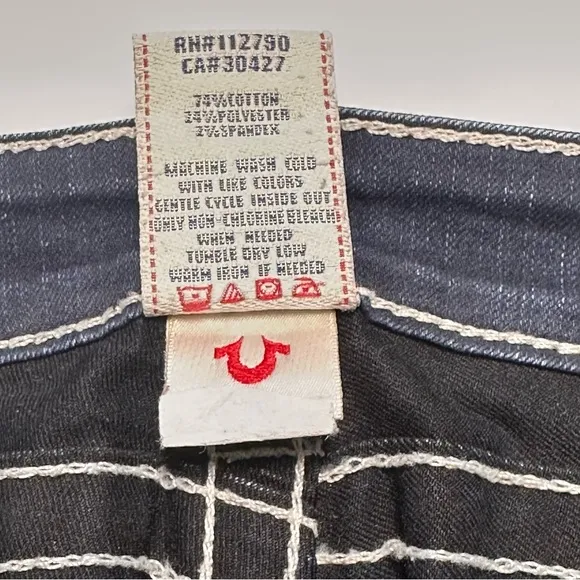 RN#112790
CA#30427
74%COTTON
24%POLYESTER
2%SPANDEX
MACHINE WASH COLD
WITH LIKE COLORS
GENTLE CYCLE INSIDE OUT
ONLY NON-CHLORINE BLEACH
WHEN NEEDED
TUMBLE DRY LOW
WARM IRON IF NEEDED